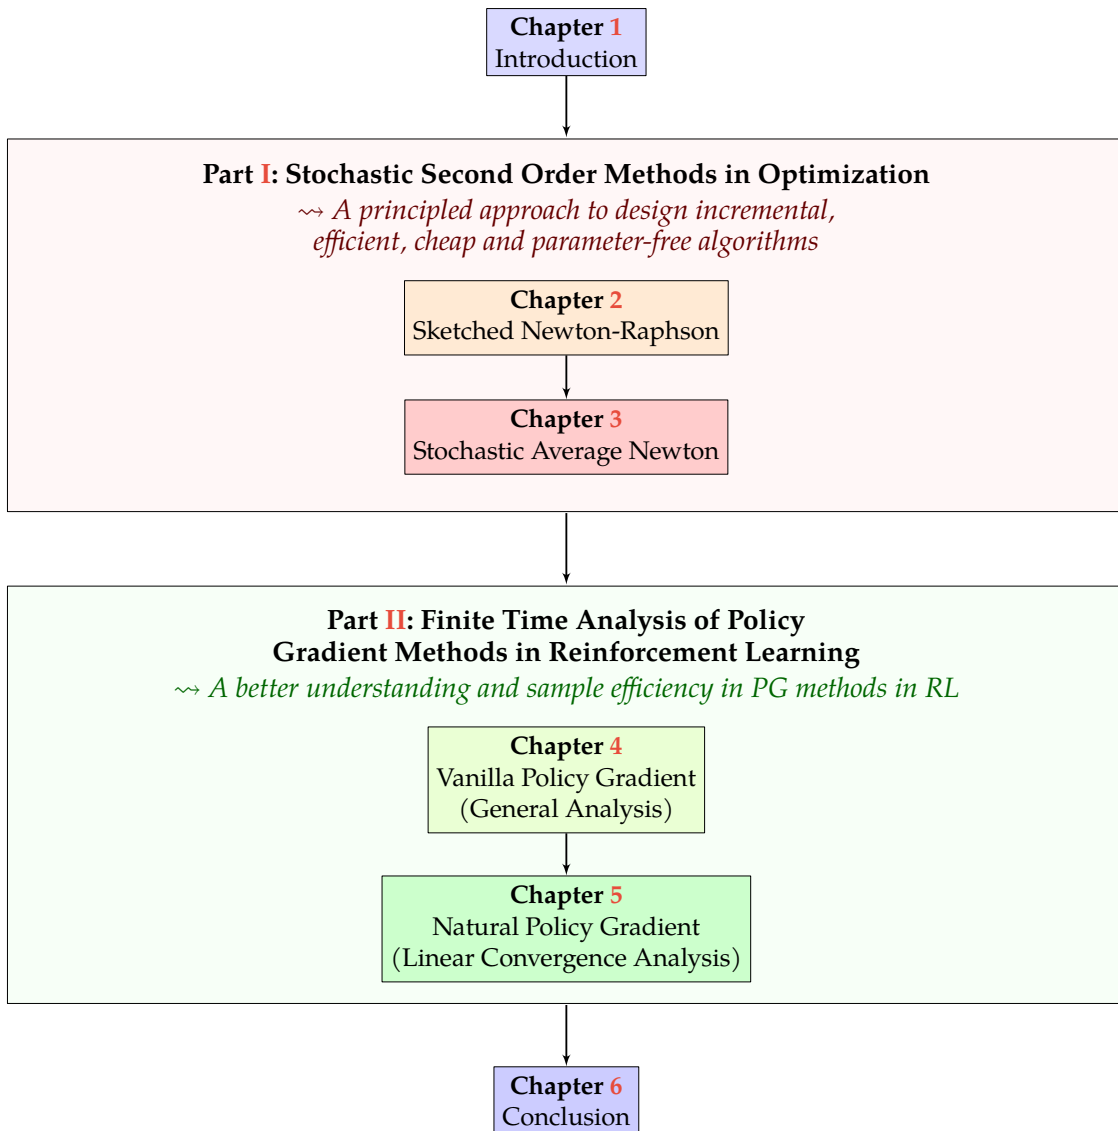 Chapter 1
Introduction
Part I: Stochastic Second Order Methods in Optimization
⇝ A principled approach to design incremental,
efficient, cheap and parameter-free algorithms
Chapter 2
Sketched Newton-Raphson
Chapter 3
Stochastic Average Newton
Part II: Finite Time Analysis of Policy
Gradient Methods in Reinforcement Learning
⇝ A better understanding and sample efficiency in PG methods in RL
Chapter 4
Vanilla Policy Gradient
(General Analysis)
Chapter 5
Natural Policy Gradient
(Linear Convergence Analysis)
Chapter 6
Conclusion